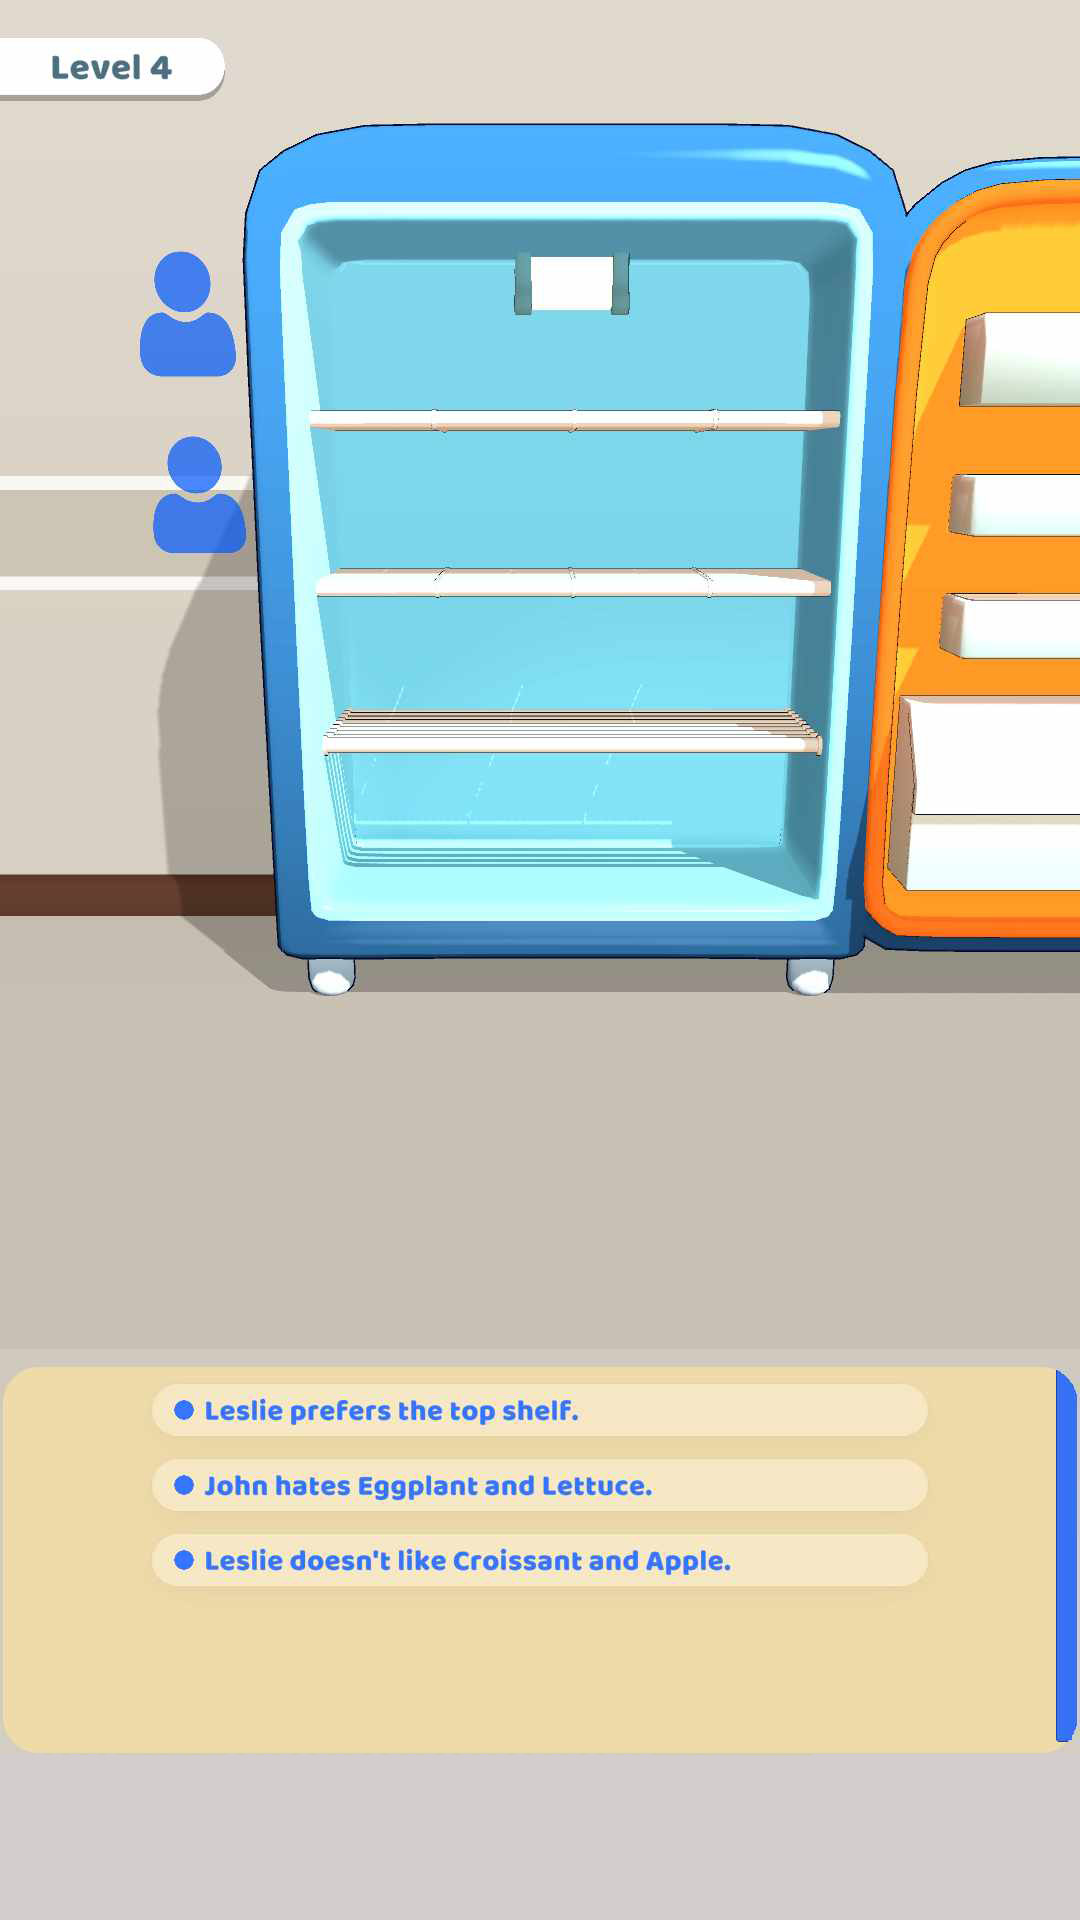 Level 4
Leslie prefers the top shelf.
John hates Eggplant and Lettuce.
Leslie doesn't like Croissant and Apple.